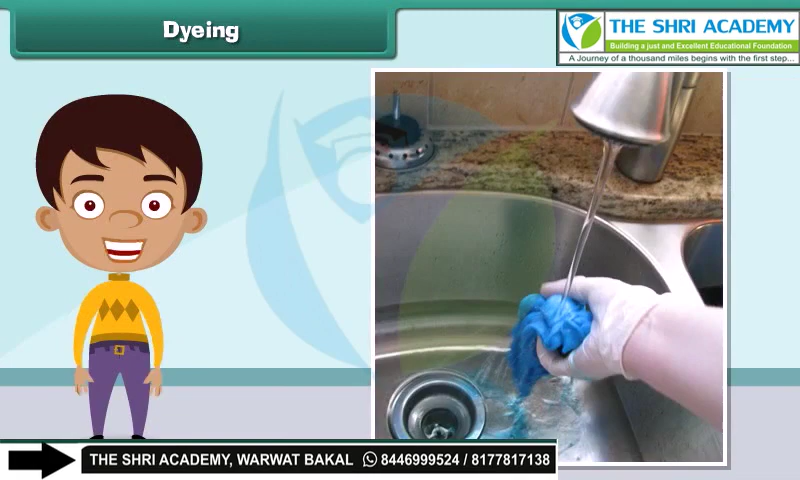 Dyeing
THE SHRI ACADEMY
Building a just and Excellent Educational Foundation
A Journey of a thousand miles begins with the first step...
THE SHRI ACADEMY, WARWAT BAKAL 8446999524 / 8177817138